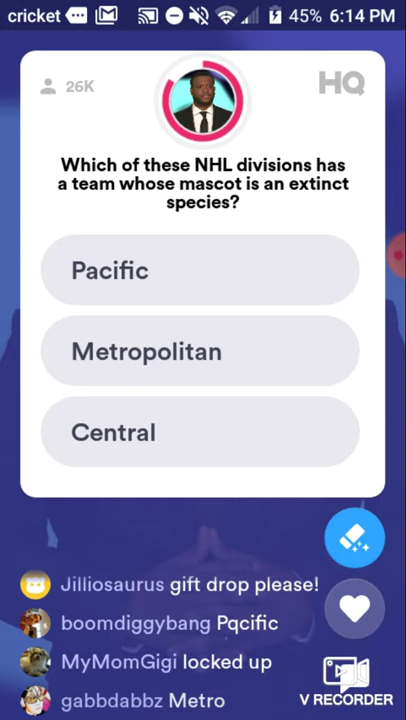 cricket 45% 6:14 PM
26K HQ
Which of these NHL divisions has
a team whose mascot is an extinct
species?
Pacific
Metropolitan
Central
Jilliosaurus gift drop please!
boomdiggybang Pqcific
MyMomGigi locked up
gabbdabbz Metro
V RECORDER